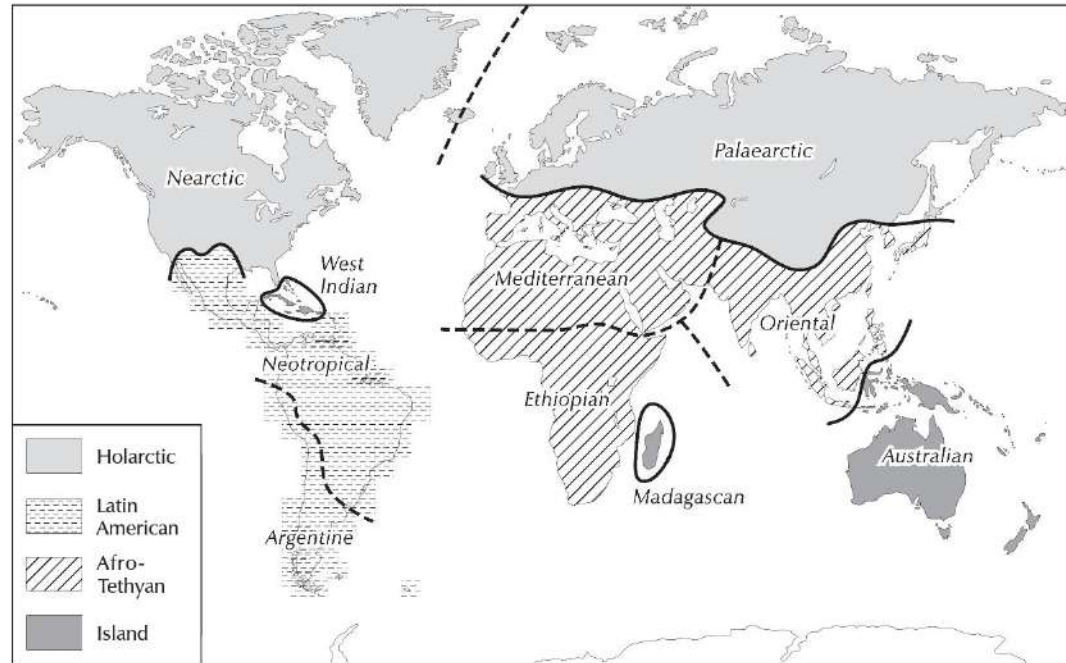 Nearctic
Palaearctic
West
Indian
Mediterranean
Oriental
Neotropical
Ethiopian
Madagascan
Australian
Argentine
Holarctic
Latin
American
Afro-
Tethyan
Island